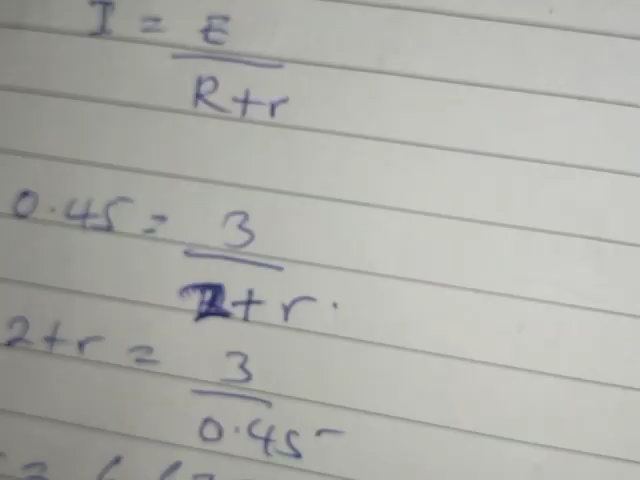 I = E
R+r
0.45 = 3
2+r.
2+r = 3
0.45